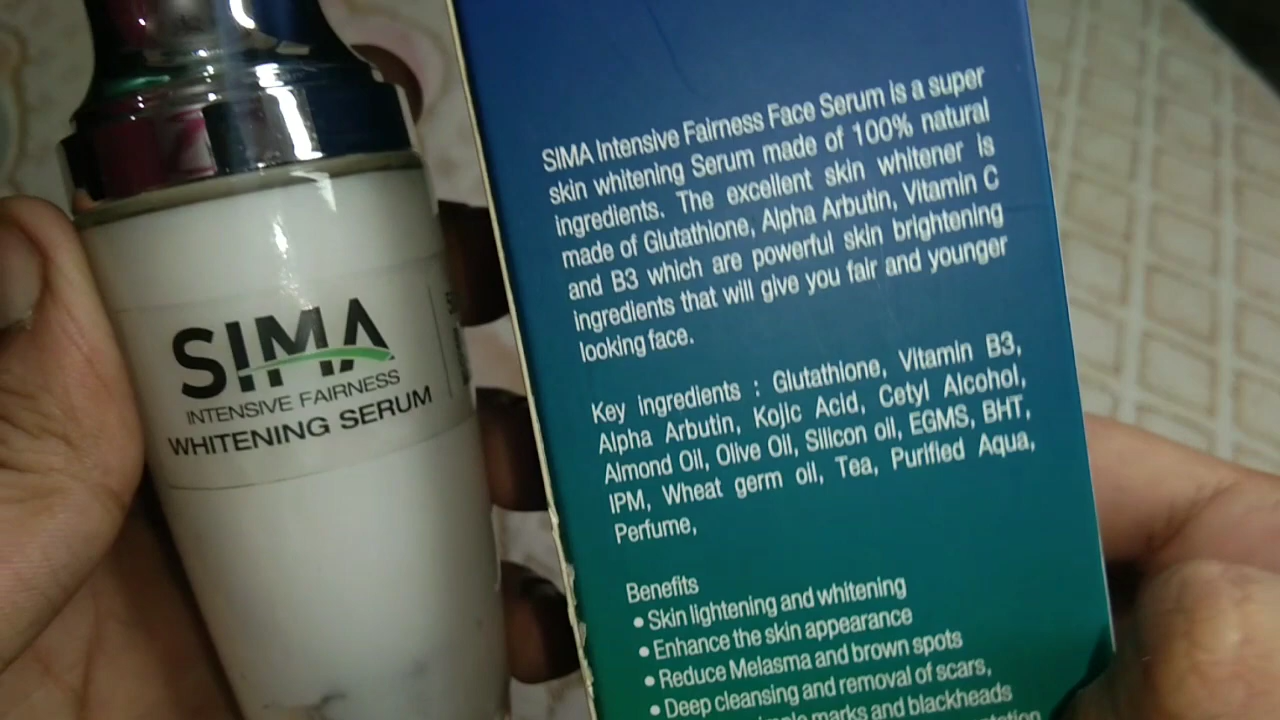 SIMA
INTENSIVE FAIRNESS
WHITENING SERUM
SIMA Intensive Fairness Face Serum is a super
skin whitening Serum made of 100% natural
ingredients. The excellent skin whitener is
made of Glutathione, Alpha Arbutin, Vitamin C
and B3 which are powerful skin brightening
ingredients that will give you fair and younger
looking face.
Key ingredients : Glutathione, Vitamin B3,
Alpha Arbutin, Kojic Acid, Cetyl Alcohol,
Almond Oil, Olive Oil, Silicon oil, EGMS, BHT,
IPM, Wheat germ oil, Tea, Purified Aqua,
Perfume,
Benefits
• Skin lightening and whitening
• Enhance the skin appearance
• Reduce Melasma and brown spots
• Deep cleansing and removal of scars,
marks and blackheads